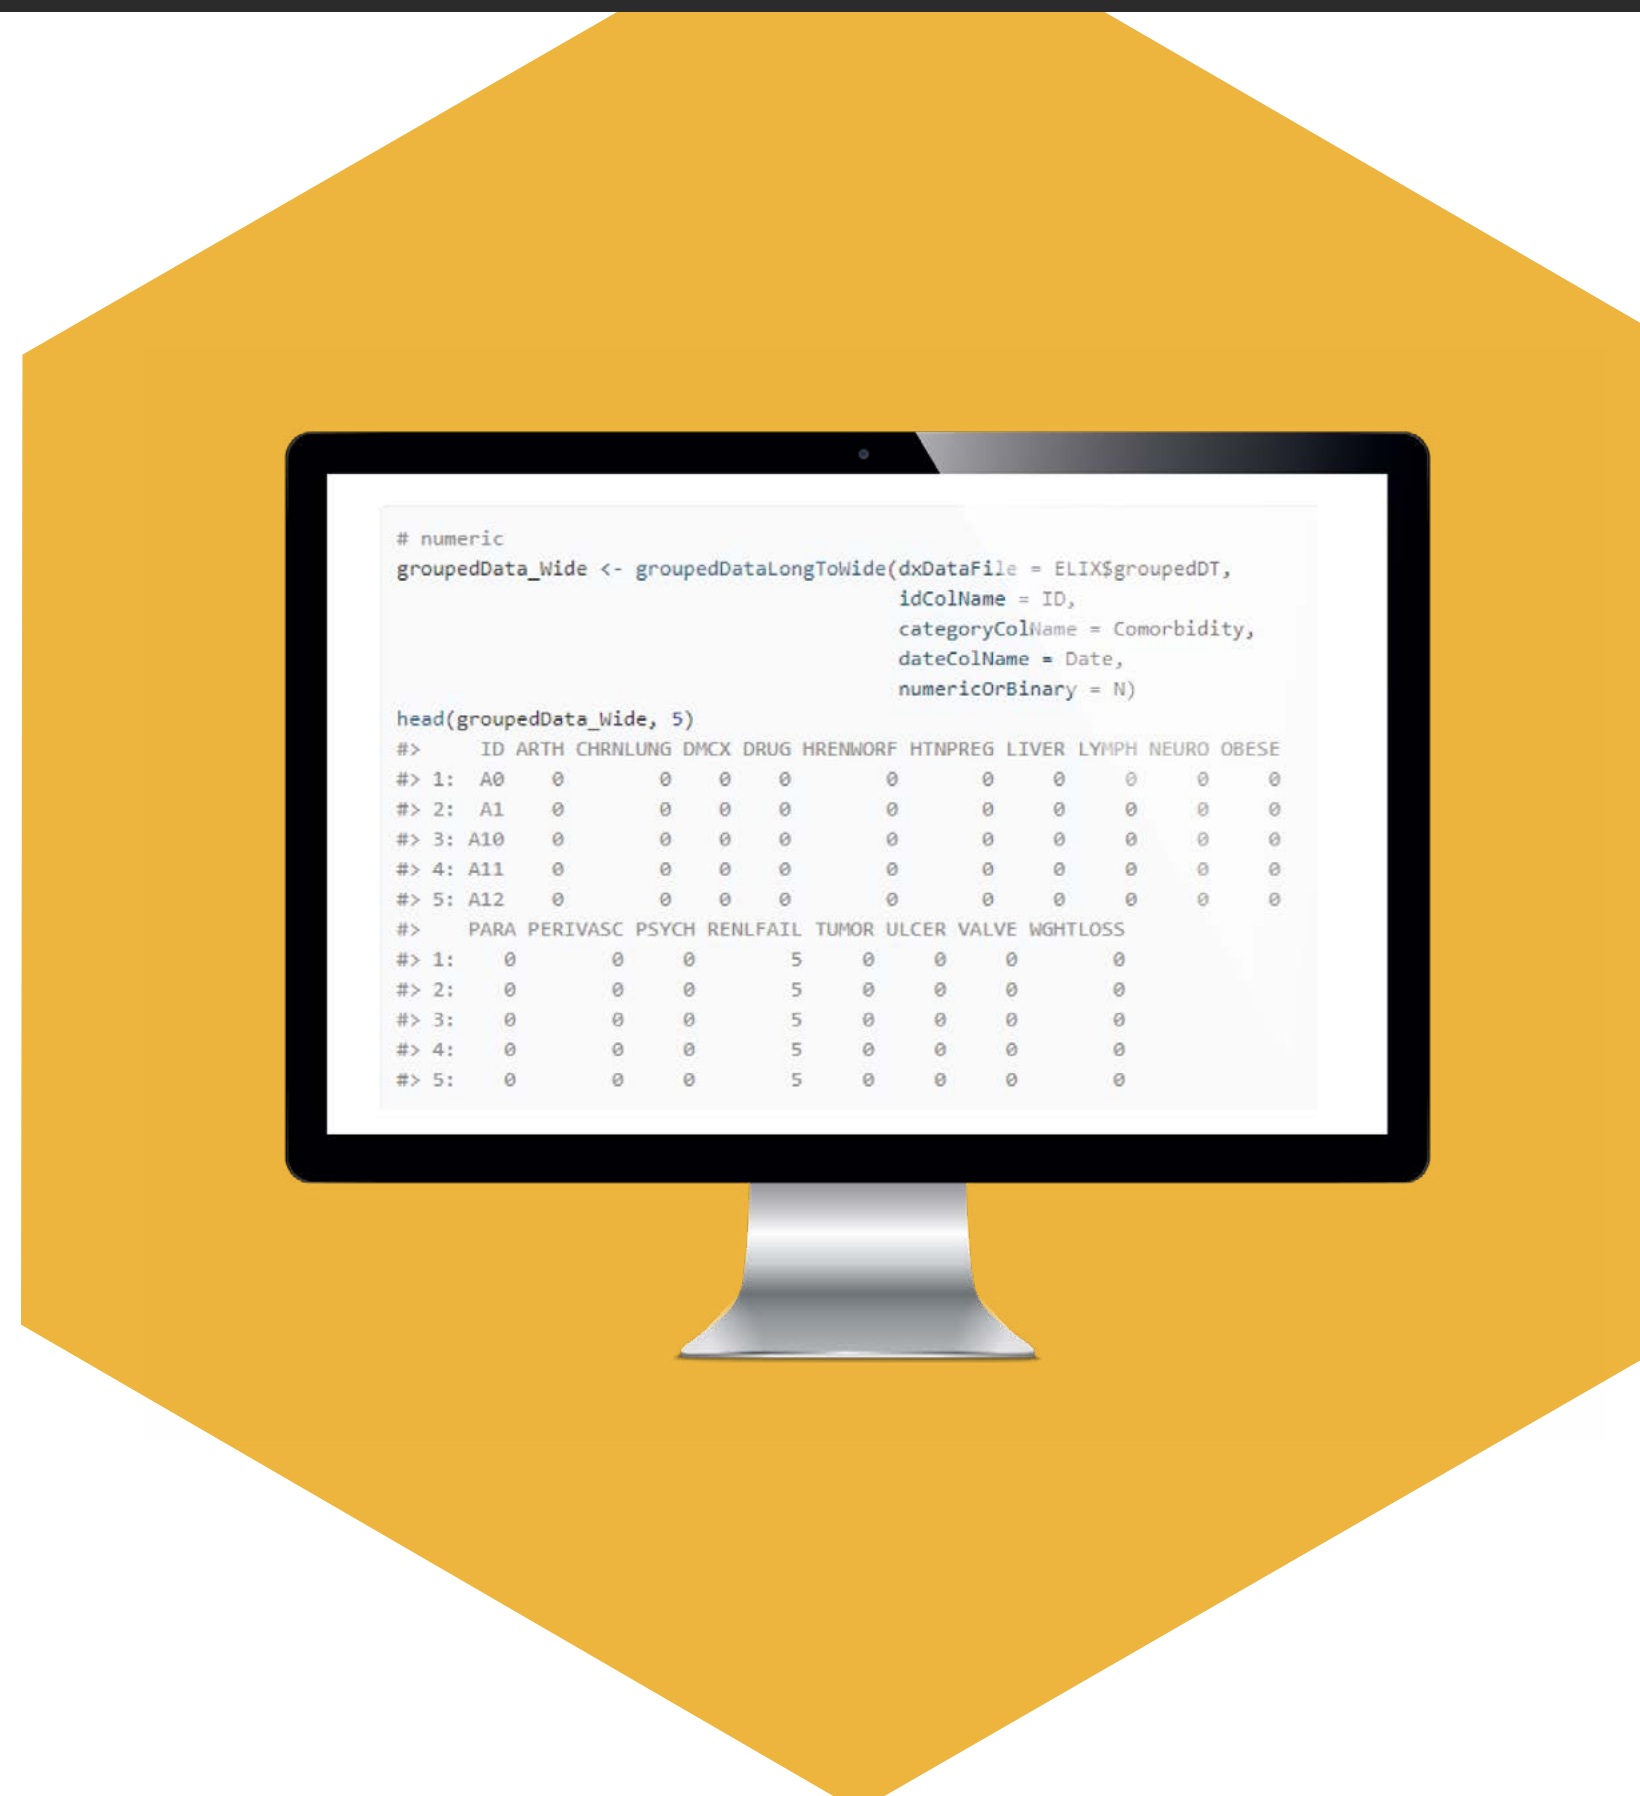 # numeric
groupedData_Wide <- groupedDataLongToWide(dxDataFile = ELIX$groupedDT,
idColName = ID,
categoryColName = Comorbidity,
dateColName = Date,
numericOrBinary = N)
head(groupedData_Wide, 5)
#> ID ARTH CHRNLUNG DMCX DRUG HRENWORF HTNPREG LIVER LYMPH NEURO OBESE
#> 1: A0 0 0 0 0 0 0 0 0 0 0
#> 2: A1 0 0 0 0 0 0 0 0 0 0
#> 3: A10 0 0 0 0 0 0 0 0 0 0
#> 4: A11 0 0 0 0 0 0 0 0 0 0
#> 5: A12 0 0 0 0 0 0 0 0 0 0
#> PARA PERIVASC PSYCH RENLFAIL TUMOR ULCER VALVE WGHTLOSS
#> 1: 0 0 0 5 0 0 0 0
#> 2: 0 0 0 5 0 0 0 0
#> 3: 0 0 0 5 0 0 0 0
#> 4: 0 0 0 5 0 0 0 0
#> 5: 0 0 0 5 0 0 0 0